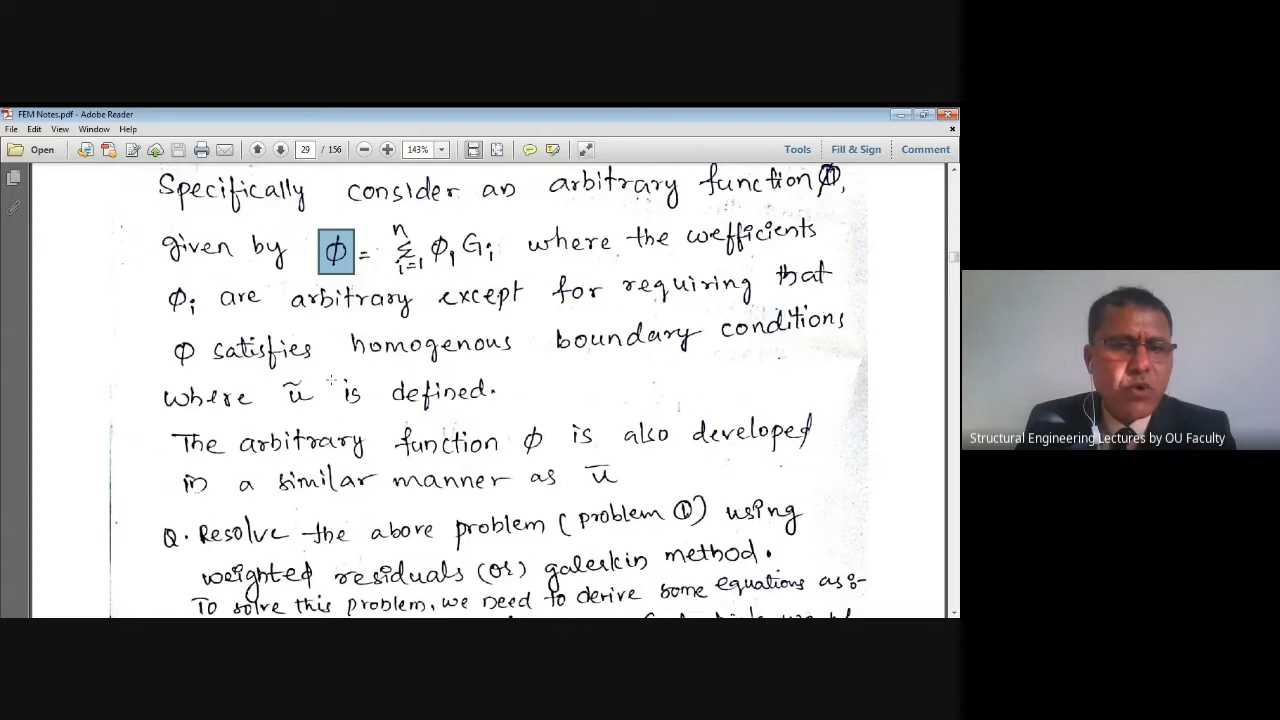 FEM Notes.pdf - Adobe Reader
File Edit View Window Help
Open 29 / 156 143% Tools Fill & Sign Comment
Specifically consider an arbitrary function Φ,
given by Φ = n Σ i=1 Φi Gi where the coefficients
Φi are arbitrary except for requiring that
Φ satisfies homogenous boundary conditions
where ũ is defined.
The arbitrary function Φ is also developed
in a similar manner as ū
Q. Resolve the above problem (problem ①) using
weighted residuals (or) galerkin method.
To solve this problem, we need to derive some equations as:-
Structural Engineering Lectures by OU Faculty